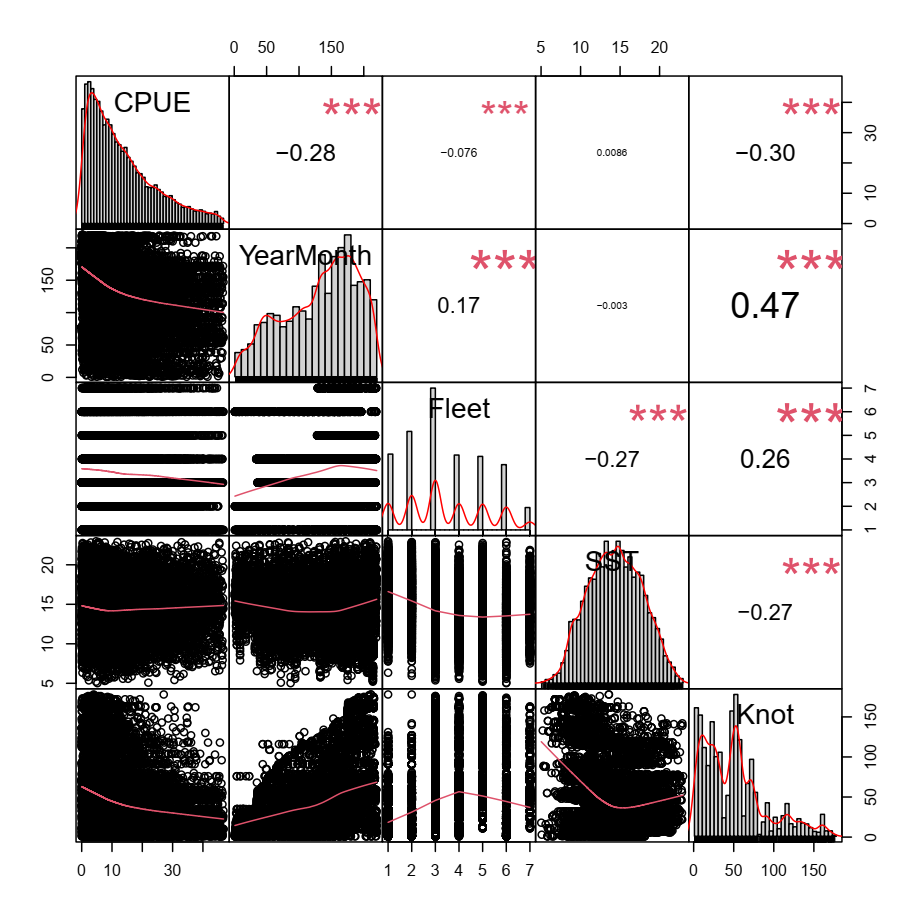 0 50 150 5 10 15 20
CPUE *** *** ***
−0.28 −0.076 0.0086 −0.30
0 10 30
YearMonth *** ***
0.17 −0.003 0.47
0 50 150
Fleet *** ***
−0.27 0.26
1 2 3 4 5 6 7
SST ***
−0.27
5 10 15 20
Knot
0 50 100 150
0 10 30 1 2 3 4 5 6 7 0 50 100 150